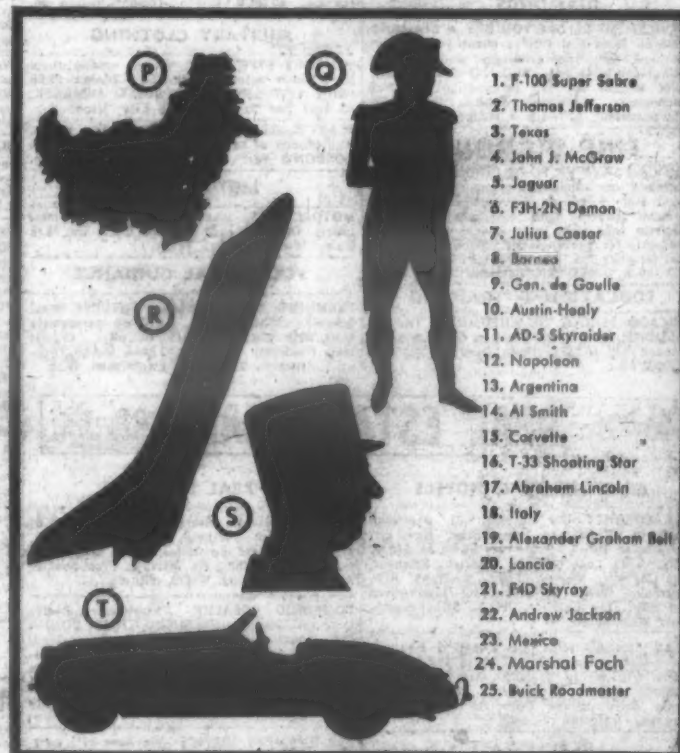 P
Q
R
S
T
1. F-100 Super Sabre
2. Thomas Jefferson
3. Texas
4. John J. McGraw
5. Jaguar
6. F3H-2N Demon
7. Julius Caesar
8. Borneo
9. Gen. de Gaulle
10. Austin-Healy
11. AD-5 Skyraider
12. Napoleon
13. Argentina
14. Al Smith
15. Corvette
16. T-33 Shooting Star
17. Abraham Lincoln
18. Italy
19. Alexander Graham Bell
20. Lancia
21. F4D Skyray
22. Andrew Jackson
23. Mexico
24. Marshal Foch
25. Buick Roadmaster